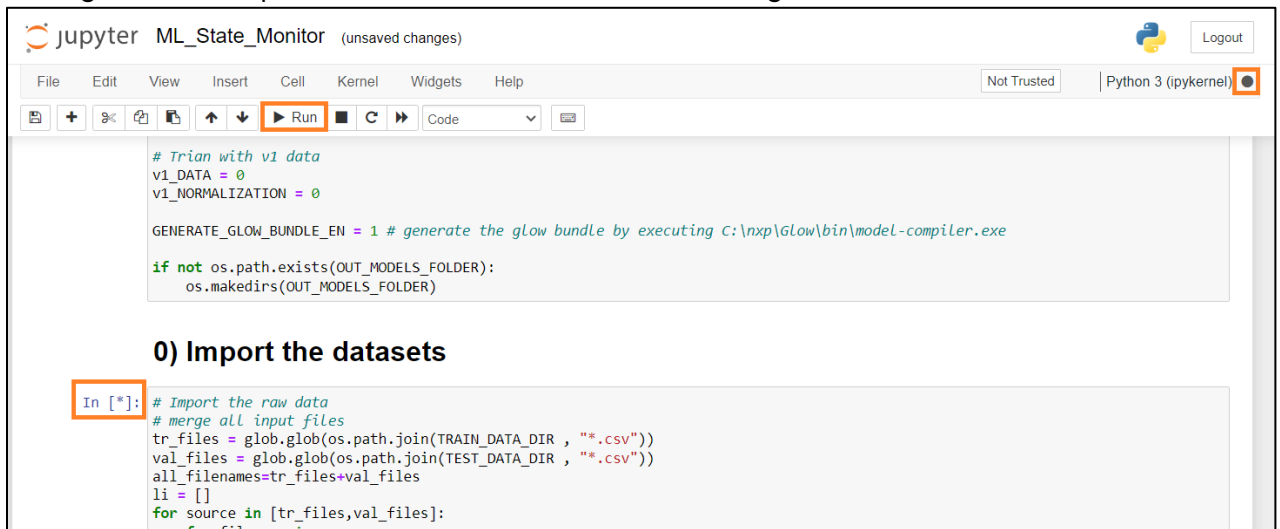 jupyter ML_State_Monitor (unsaved changes)
Logout
File Edit View Insert Cell Kernel Widgets Help
Not Trusted Python 3 (ipykernel)
Run Code
# Trian with v1 data
v1_DATA = 0
v1_NORMALIZATION = 0
GENERATE_GLOW_BUNDLE_EN = 1 # generate the glow bundle by executing C:\nxp\Glow\bin\model-compiler.exe
if not os.path.exists(OUT_MODELS_FOLDER):
    os.makedirs(OUT_MODELS_FOLDER)
0) Import the datasets
In [*]: # Import the raw data
# merge all input files
tr_files = glob.glob(os.path.join(TRAIN_DATA_DIR , "*.csv"))
val_files = glob.glob(os.path.join(TEST_DATA_DIR , "*.csv"))
all_filenames=tr_files+val_files
li = []
for source in [tr_files,val_files]: